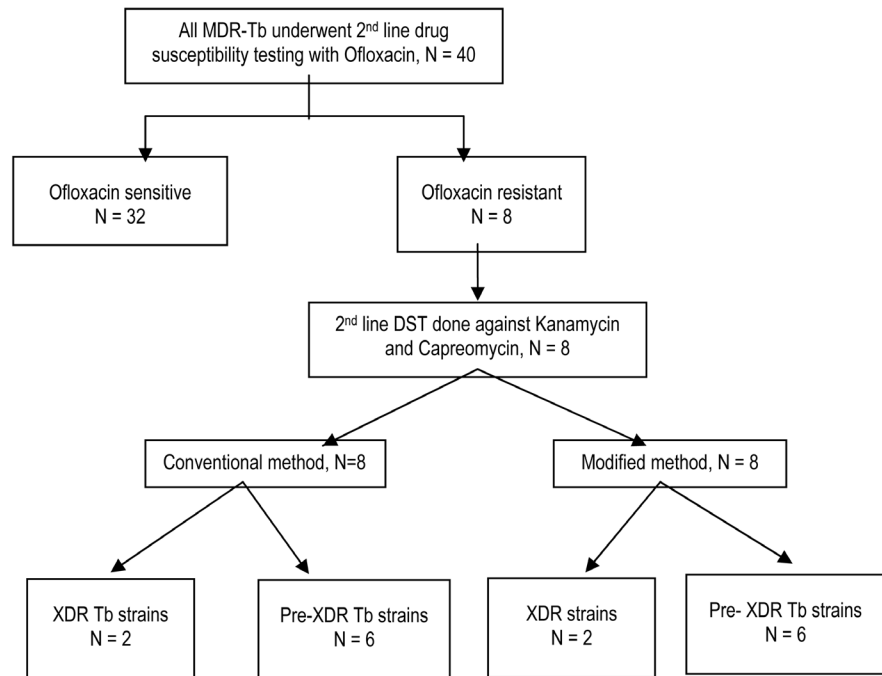 All MDR-Tb underwent 2nd line drug
susceptibility testing with Ofloxacin, N = 40
Ofloxacin sensitive
N = 32
Ofloxacin resistant
N = 8
2nd line DST done against Kanamycin
and Capreomycin, N = 8
Conventional method, N=8
Modified method, N = 8
XDR Tb strains
N = 2
Pre-XDR Tb strains
N = 6
XDR strains
N = 2
Pre- XDR Tb strains
N = 6